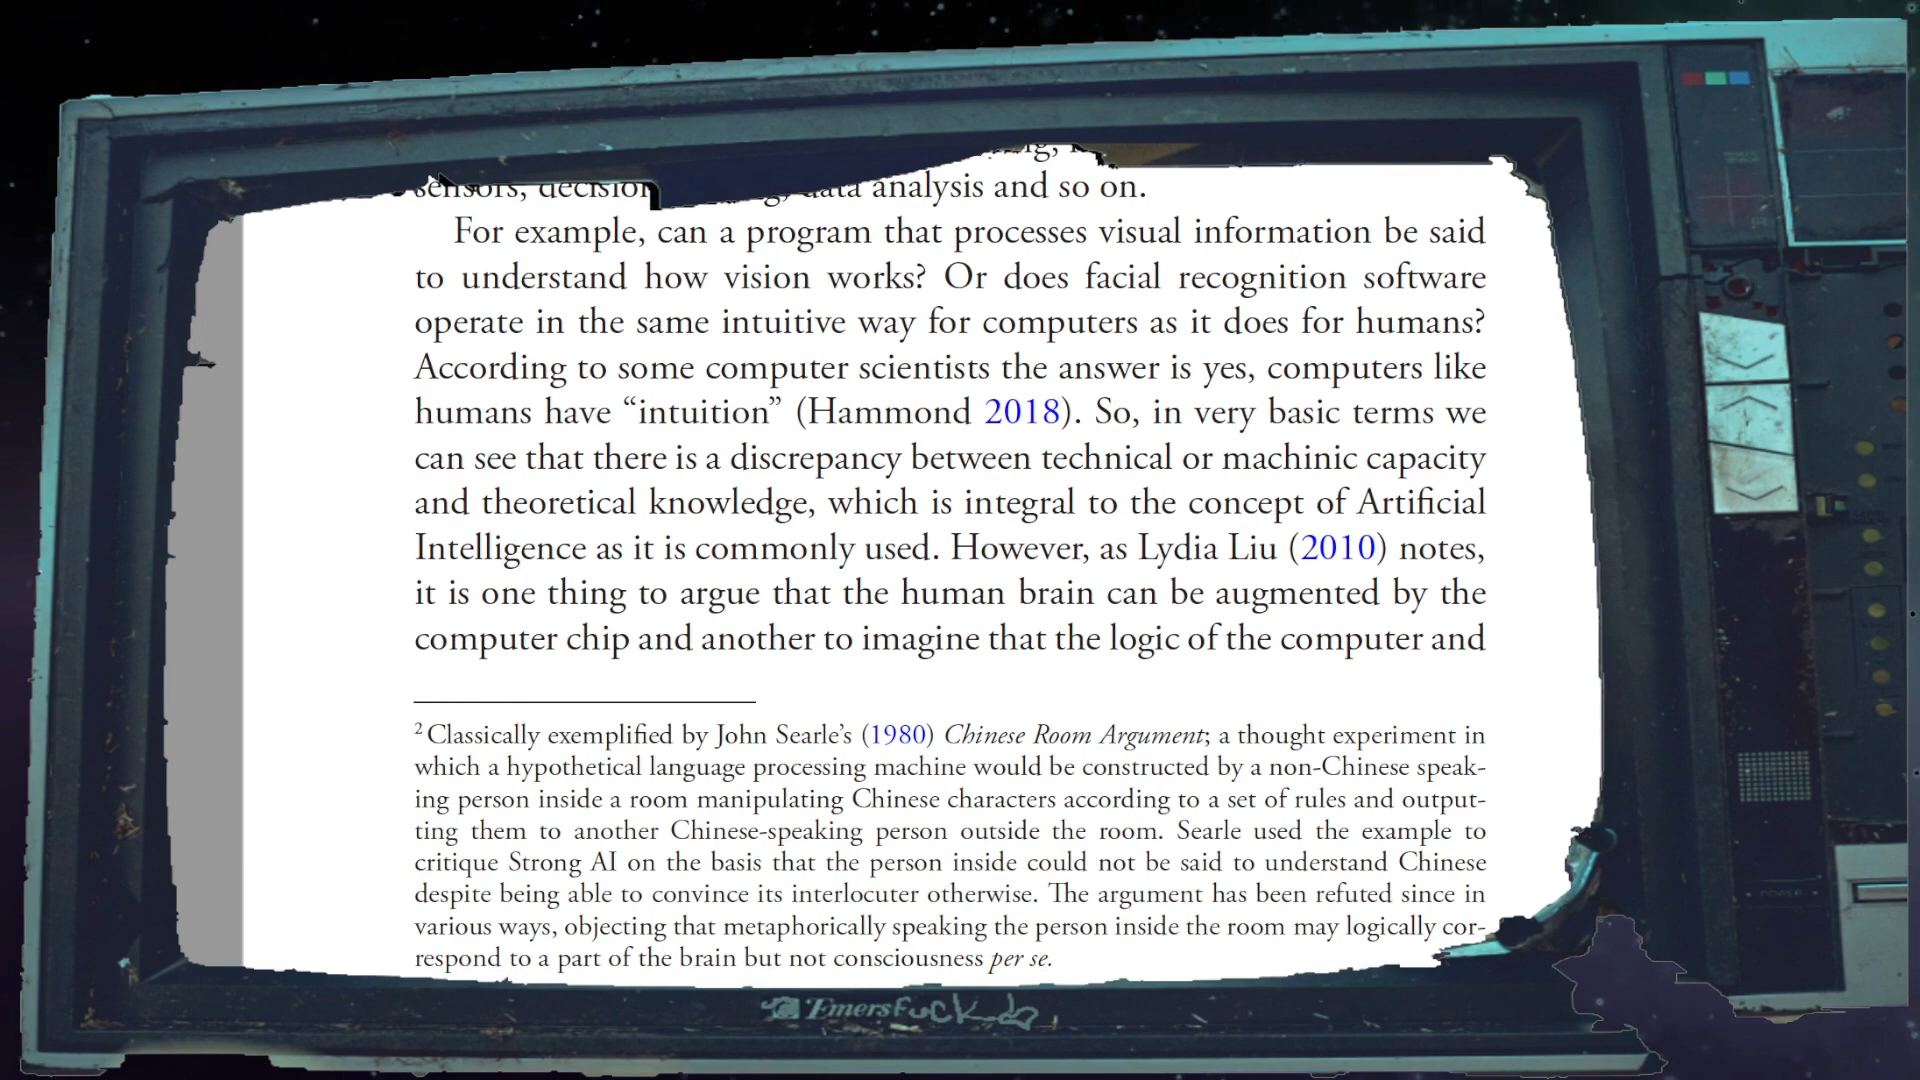 data analysis and so on.
For example, can a program that processes visual information be said
to understand how vision works? Or does facial recognition software
operate in the same intuitive way for computers as it does for humans?
According to some computer scientists the answer is yes, computers like
humans have “intuition” (Hammond 2018). So, in very basic terms we
can see that there is a discrepancy between technical or machinic capacity
and theoretical knowledge, which is integral to the concept of Artificial
Intelligence as it is commonly used. However, as Lydia Liu (2010) notes,
it is one thing to argue that the human brain can be augmented by the
computer chip and another to imagine that the logic of the computer and
2 Classically exemplified by John Searle’s (1980) Chinese Room Argument; a thought experiment in
which a hypothetical language processing machine would be constructed by a non-Chinese speak-
ing person inside a room manipulating Chinese characters according to a set of rules and output-
ting them to another Chinese-speaking person outside the room. Searle used the example to
critique Strong AI on the basis that the person inside could not be said to understand Chinese
despite being able to convince its interlocuter otherwise. The argument has been refuted since in
various ways, objecting that metaphorically speaking the person inside the room may logically cor-
respond to a part of the brain but not consciousness per se.
POWER